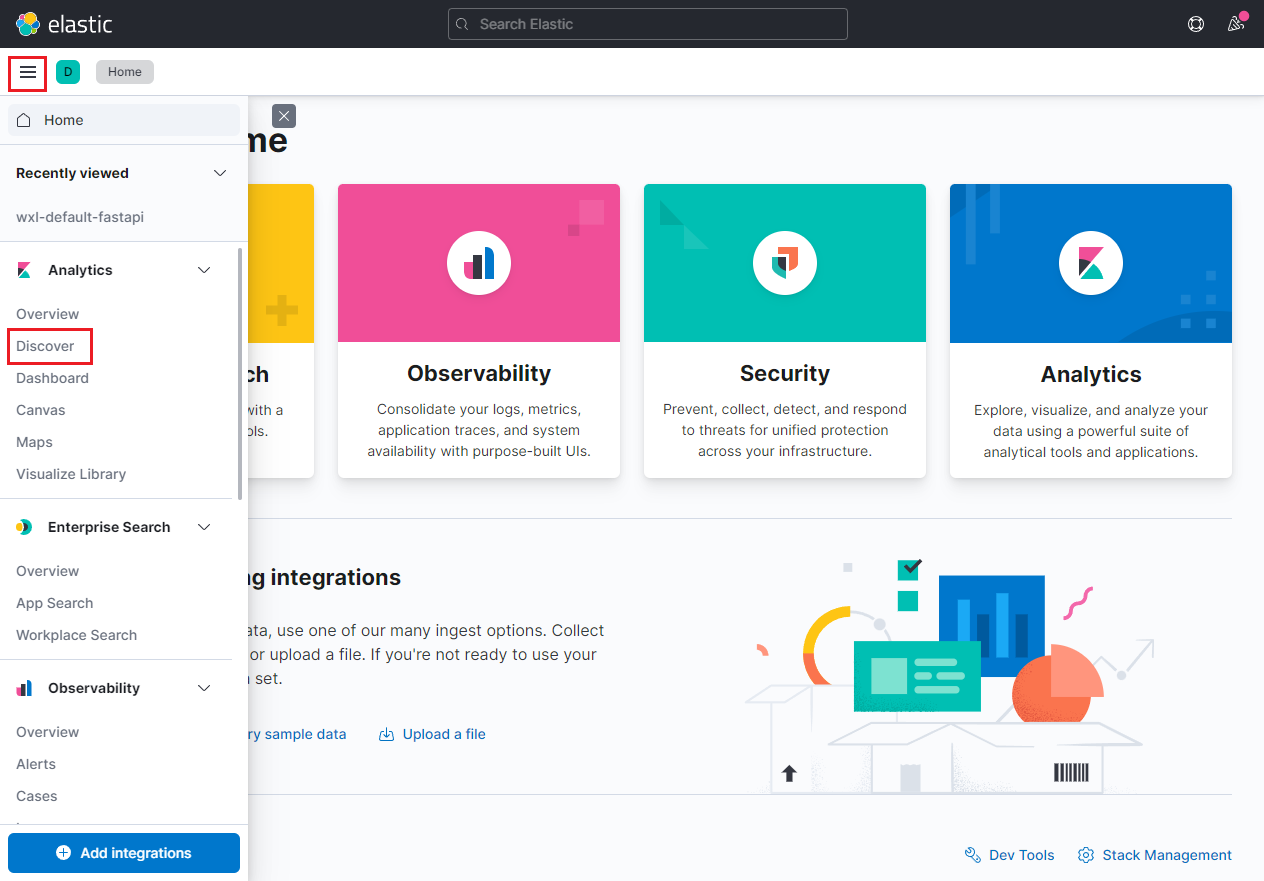 elastic
Search Elastic
D
Home
Home
Recently viewed
wxl-default-fastapi
Analytics
Overview
Discover
Dashboard
Canvas
Maps
Visualize Library
Enterprise Search
Overview
App Search
Workplace Search
Observability
Overview
Alerts
Cases
Add integrations
me
ch
with a
ols.
Observability
Consolidate your logs, metrics,
application traces, and system
availability with purpose-built UIs.
Security
Prevent, collect, detect, and respond
to threats for unified protection
across your infrastructure.
Analytics
Explore, visualize, and analyze your
data using a powerful suite of
analytical tools and applications.
ng integrations
ata, use one of our many ingest options. Collect
or upload a file. If you're not ready to use your
set.
ry sample data
Upload a file
Dev Tools
Stack Management